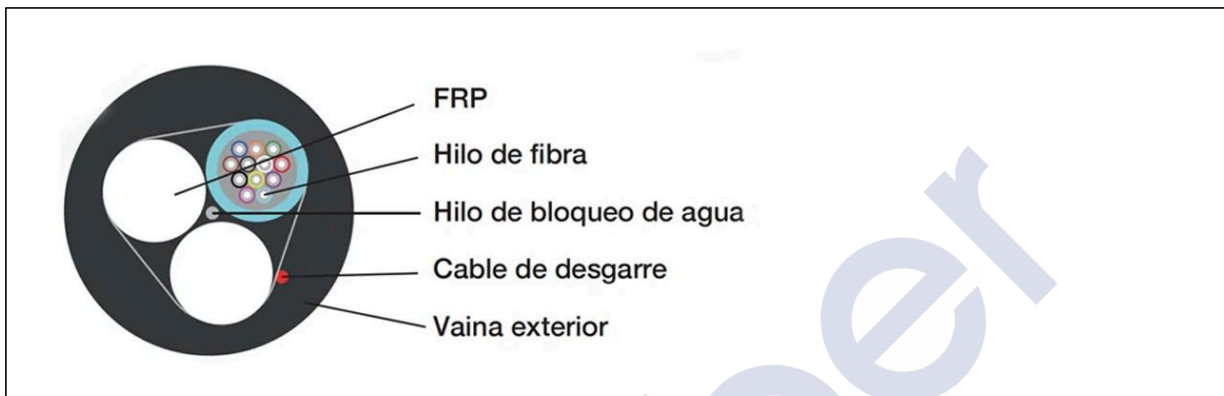 FRP
Hilo de fibra
Hilo de bloqueo de agua
Cable de desgarre
Vaina exterior